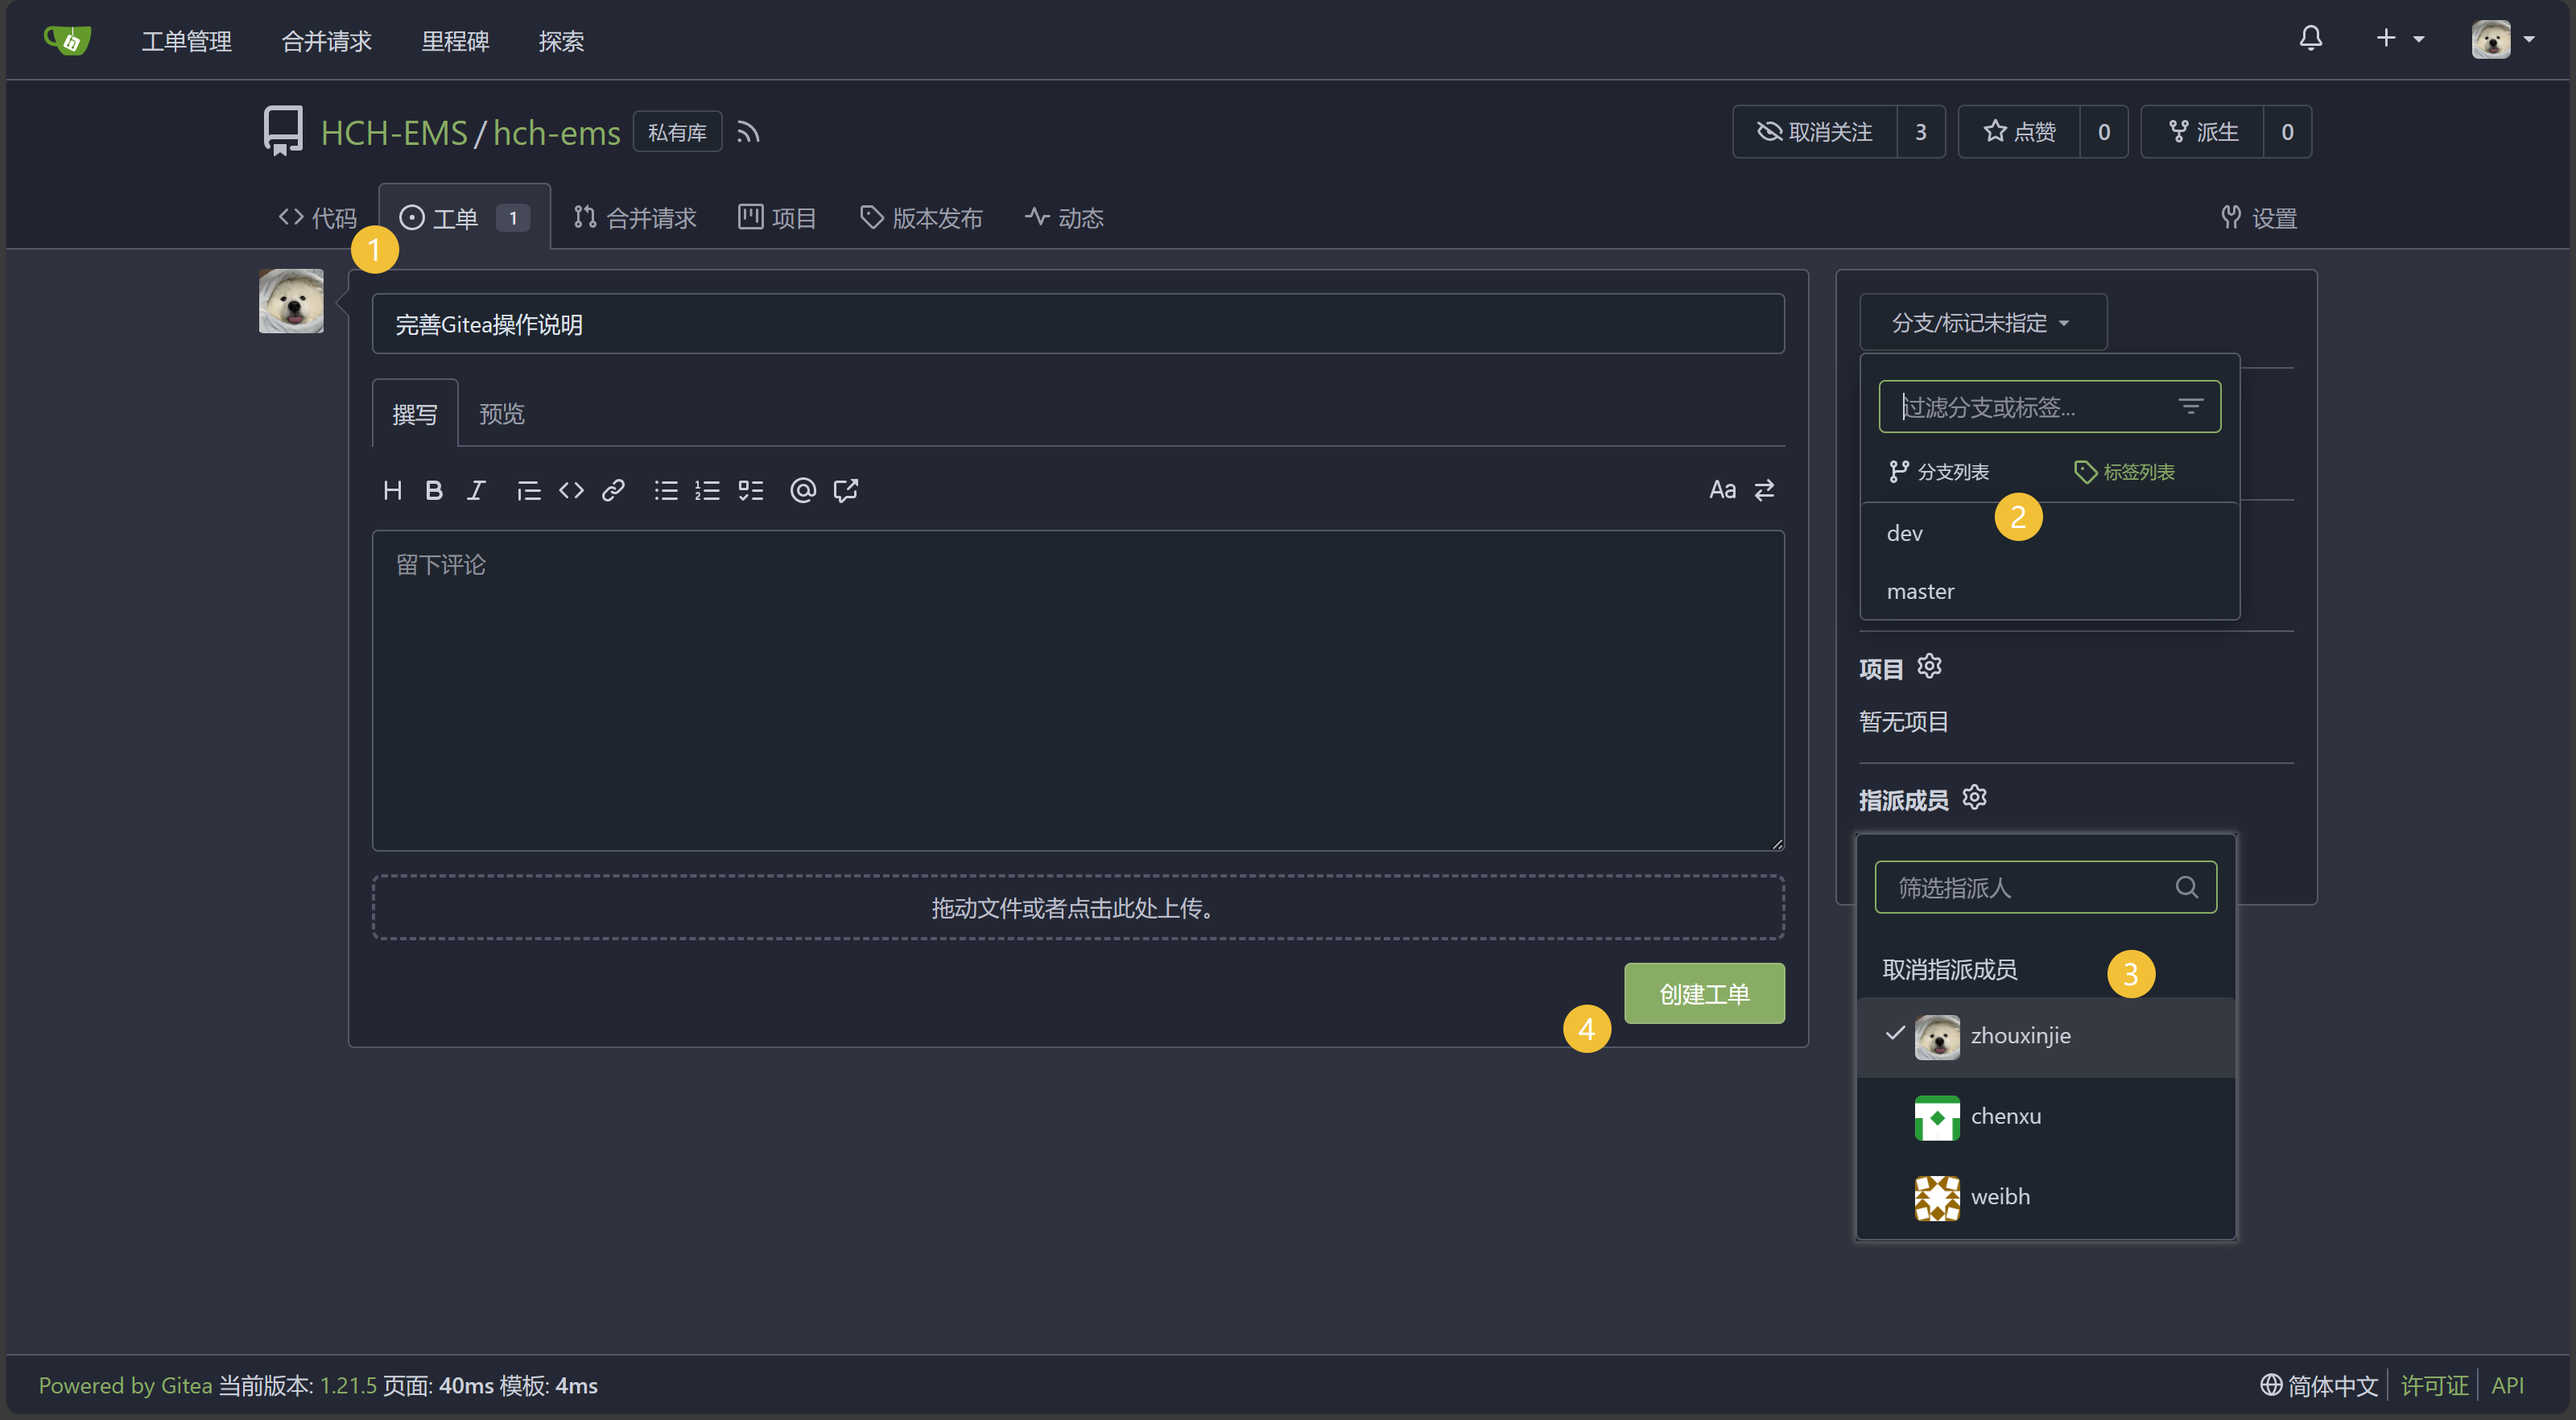 工单管理 合并请求 里程碑 探索
HCH-EMS / hch-ems 私有库
取消关注 3 点赞 0 派生 0
代码 工单 1 合并请求 项目 版本发布 动态 设置
1
完善Gitea操作说明
撰写 预览
H B I Aa
留下评论
拖动文件或者点击此处上传。
创建工单
4
分支/标记未指定
过滤分支或标签...
分支列表 标签列表
2
dev
master
项目
暂无项目
指派成员
筛选指派人
取消指派成员
3
zhouxinjie
chenxu
weibh
Powered by Gitea 当前版本: 1.21.5 页面: 40ms 模板: 4ms
简体中文 许可证 API